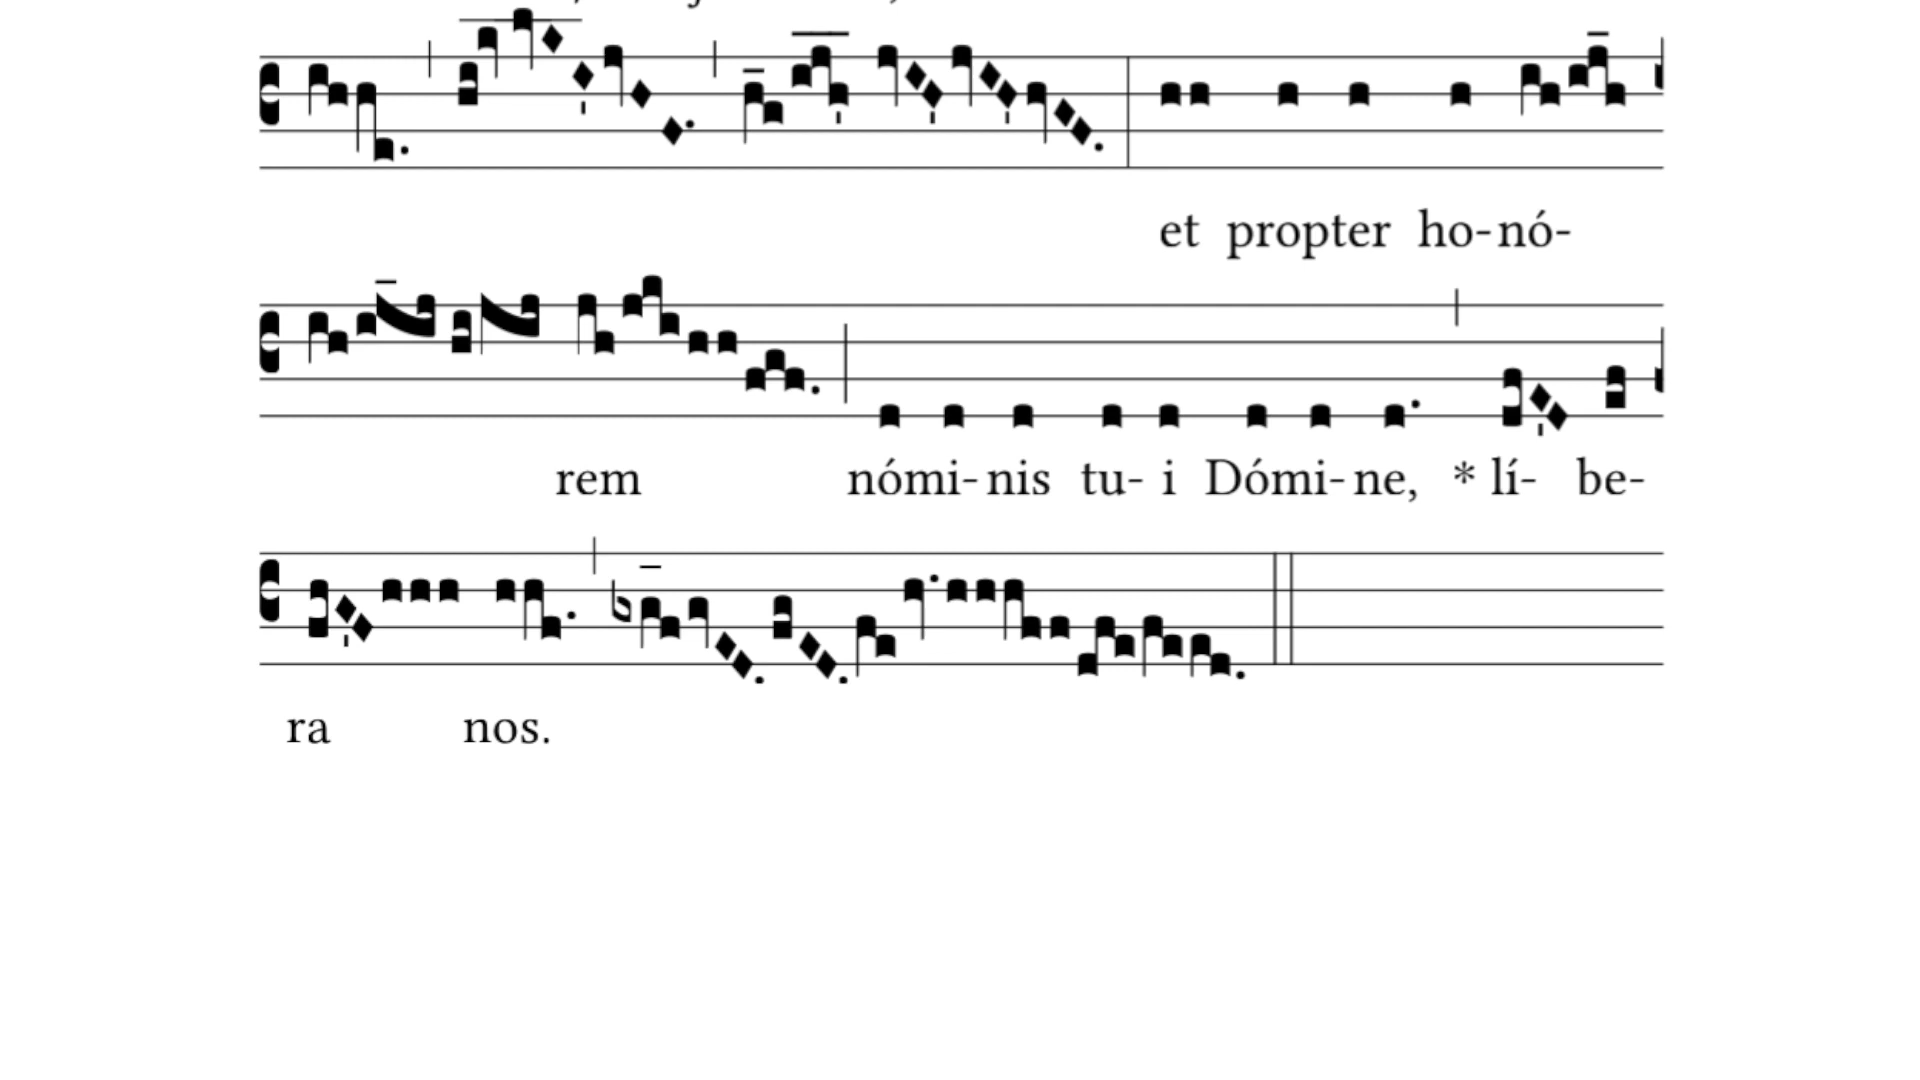 et propter ho-nó-
rem nómi-nis tu-i Dómi-ne, * lí- be-
ra nos.